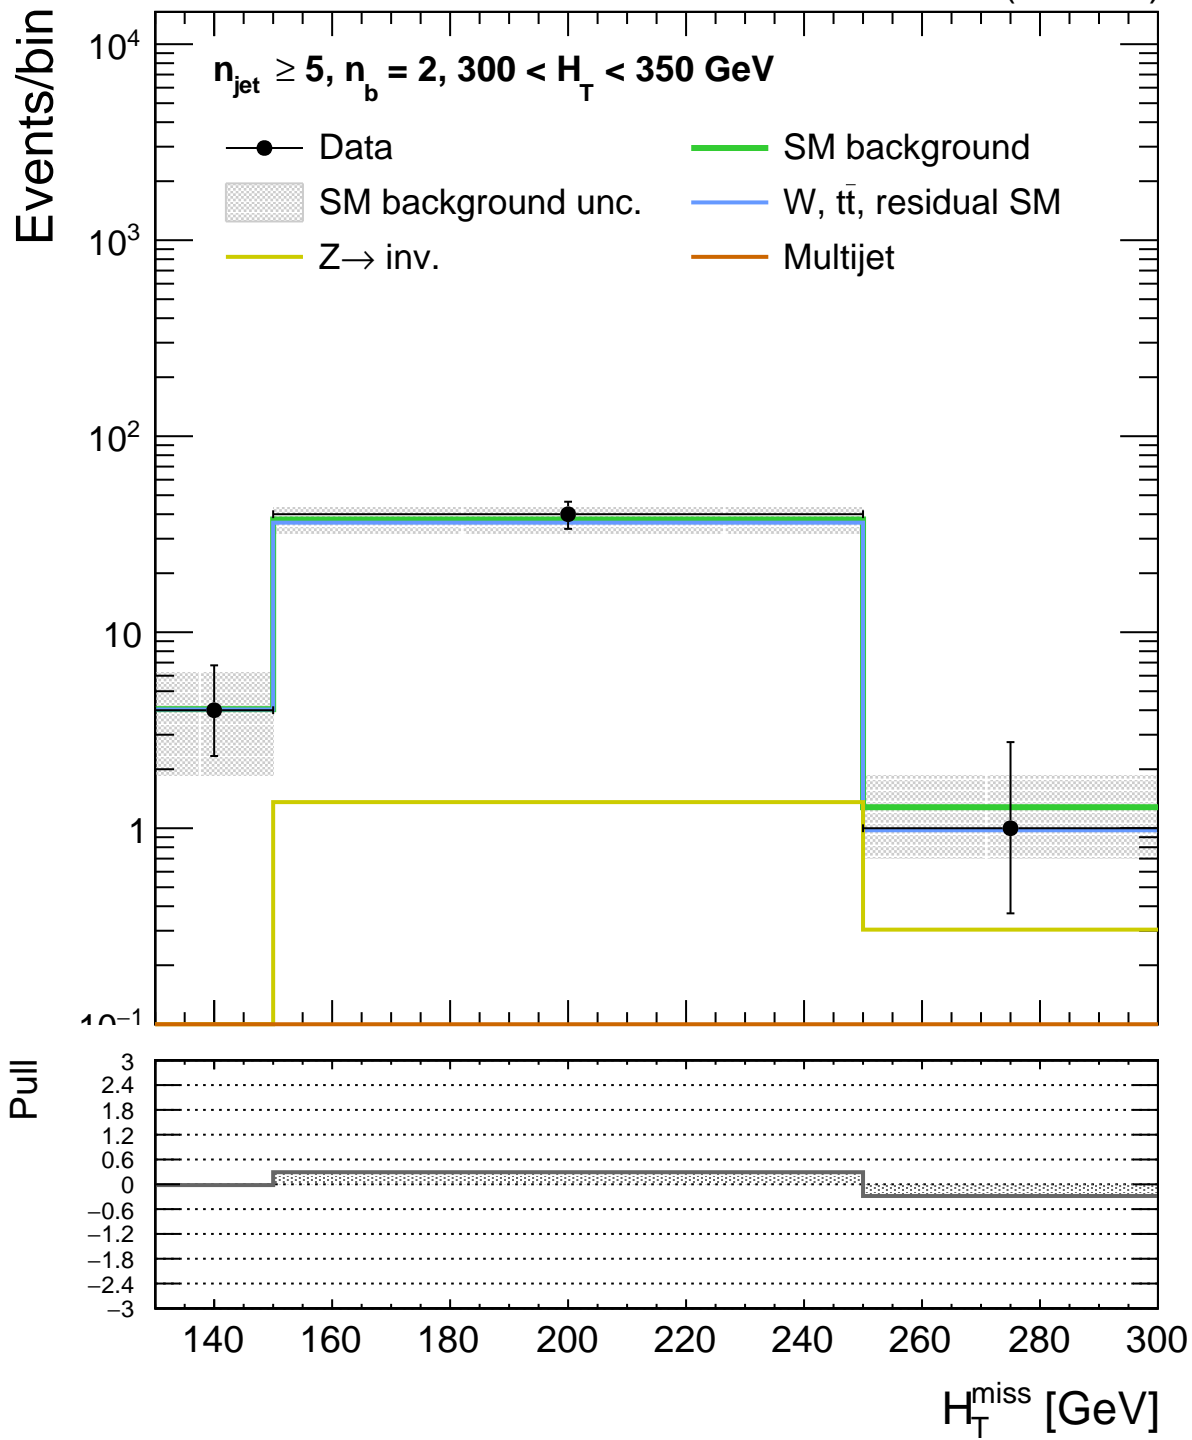 Events/bin
n_jet ≥ 5, n_b = 2, 300 < H_T < 350 GeV
Data
SM background
SM background unc.
W, tt̄, residual SM
Z→ inv.
Multijet
10^4
10^3
10^2
10
1
10^−1
Pull
3
2.4
1.8
1.2
0.6
0
−0.6
−1.2
−1.8
−2.4
−3
140 160 180 200 220 240 260 280 300
H_T^miss [GeV]